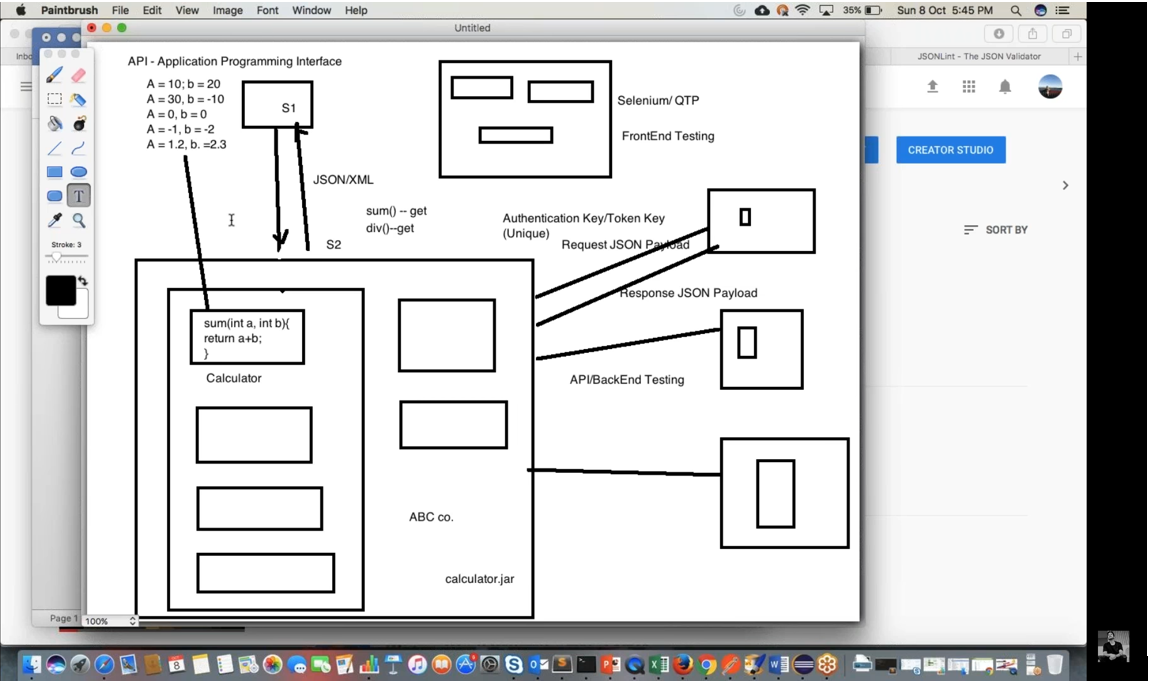 Paintbrush File Edit View Image Font Window Help
35% Sun 8 Oct 5:45 PM
Untitled
Inbo
JSONLint - The JSON Validator
API - Application Programming Interface
A = 10; b = 20
A = 30, b = -10
A = 0, b = 0
A = -1, b = -2
A = 1.2, b. =2.3
S1
Selenium/ QTP
FrontEnd Testing
CREATOR STUDIO
JSON/XML
T
sum() -- get
div()--get
Authentication Key/Token Key
(Unique)
Request JSON Payload
SORT BY
S2
Stroke: 3
Response JSON Payload
sum(int a, int b){
return a+b;
}
Calculator
API/BackEnd Testing
ABC co.
calculator.jar
Page 1
100%
8